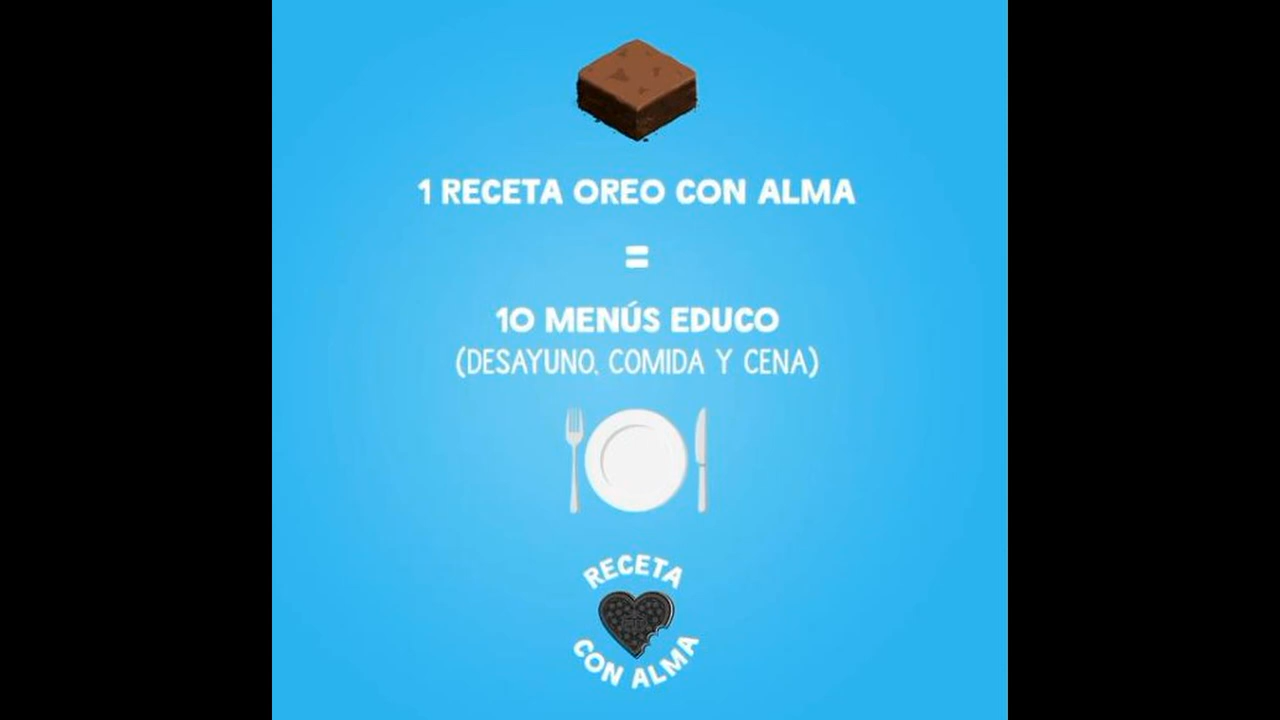 1 RECETA OREO CON ALMA
=
10 MENÚS EDUCO
(DESAYUNO, COMIDA Y CENA)
RECETA
CON ALMA